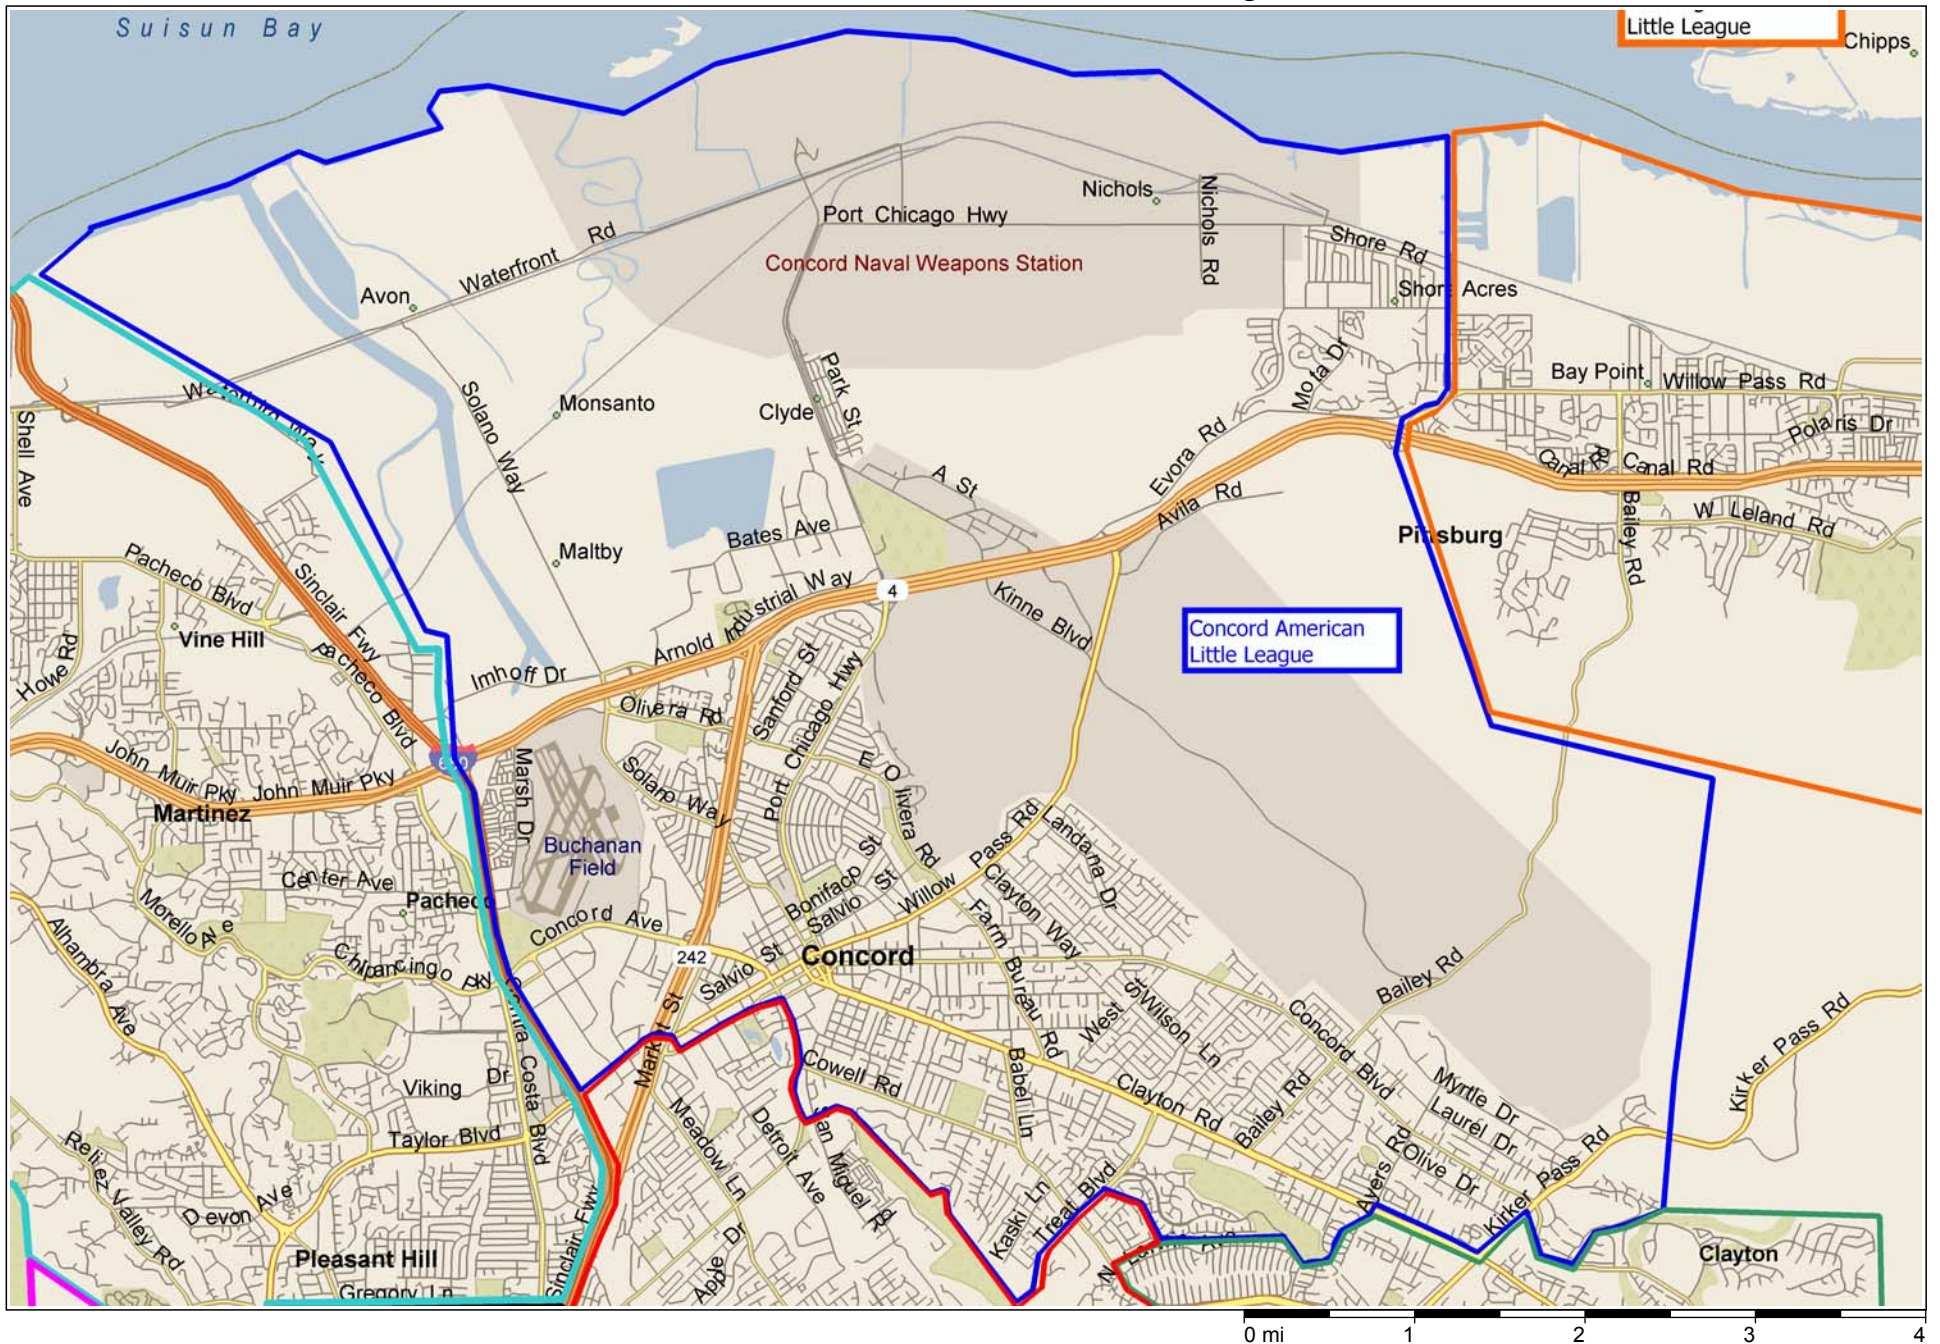 Suisun Bay
Little League
Chipps
Nichols
Nichols Rd
Port Chicago Hwy
Waterfront Rd
Shore Rd
Concord Naval Weapons Station
Avon
Shore Acres
Park St
Mota Dr
Bay Point
Willow Pass Rd
Waterbird Way
Solano Way
Monsanto
Clyde
Shell Ave
Polaris Dr
Evora Rd
Canal Rd
Canal Rd
A St
Avila Rd
Bailey Rd
W Leland Rd
Bates Ave
Pittsburg
Maltby
Pacheco Blvd
Sinclair Fwy
Arnold Industrial Way
4
Kinne Blvd
Vine Hill
Concord American
Little League
Howe Rd
Pacheco Blvd
Imhoff Dr
Sanford St
Port Chicago Hwy
Olivera Rd
E Olivera Rd
John Muir Pky
John Muir Pky
680
Marsh Dr
Solano Way
Martinez
Buchanan
Field
Landana Dr
Pass Rd
Willow
Bonifacio St
Salvio St
Center Ave
Pacheco
Clayton Way
Morello Ave
Concord Ave
Farm Bureau Rd
Alhambra Ave
Chilpancingo Pky
242
Salvio St
Concord
Bailey Rd
Contra Costa Blvd
Market St
West St
Wilson Ln
Concord Blvd
Kirker Pass Rd
Viking Dr
Cowell Rd
Babel Ln
Clayton Rd
Bailey Rd
Myrtle Dr
Laurel Dr
Taylor Blvd
Meadow Ln
Detroit Ave
San Miguel Rd
Ayers Rd
Olive Dr
Kirker Pass Rd
Reliez Valley Rd
Devon Ave
Sinclair Fwy
Kaski Ln
Treat Blvd
Apple Dr
Pleasant Hill
Gregory Ln
Clayton
0 mi 1 2 3 4